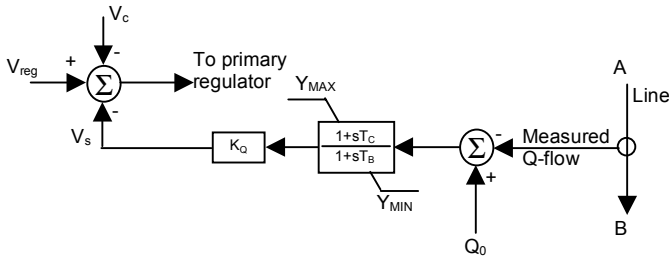 V_c
-
V_reg
+
Σ
-
To primary
regulator
V_s
K_Q
Y_MAX
1+sT_C
1+sT_B
Y_MIN
-
Σ
+
Q_0
Measured
Q-flow
A
Line
B